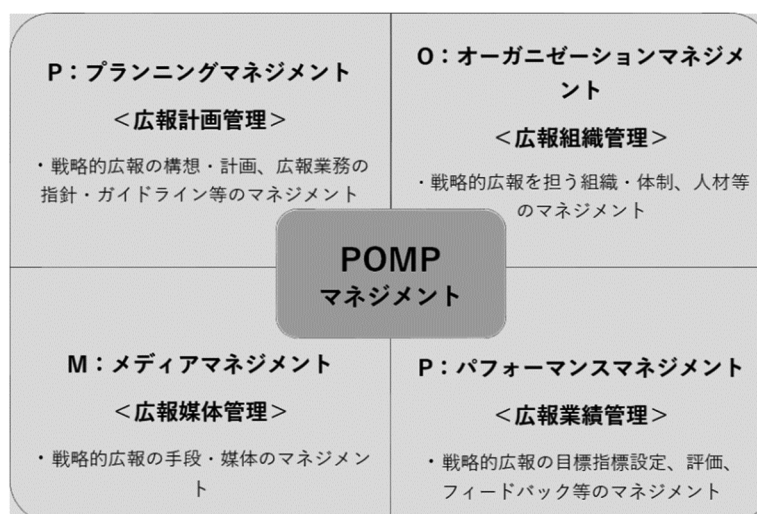 P：プランニングマネジメント
＜広報計画管理＞
・戦略的広報の構想・計画、広報業務の
指針・ガイドライン等のマネジメント
O：オーガニゼーションマネジメ
ント
＜広報組織管理＞
・戦略的広報を担う組織・体制、人材等
のマネジメント
POMP
マネジメント
M：メディアマネジメント
＜広報媒体管理＞
・戦略的広報の手段・媒体のマネジメン
ト
P：パフォーマンスマネジメント
＜広報業績管理＞
・戦略的広報の目標指標設定、評価、
フィードバック等のマネジメント